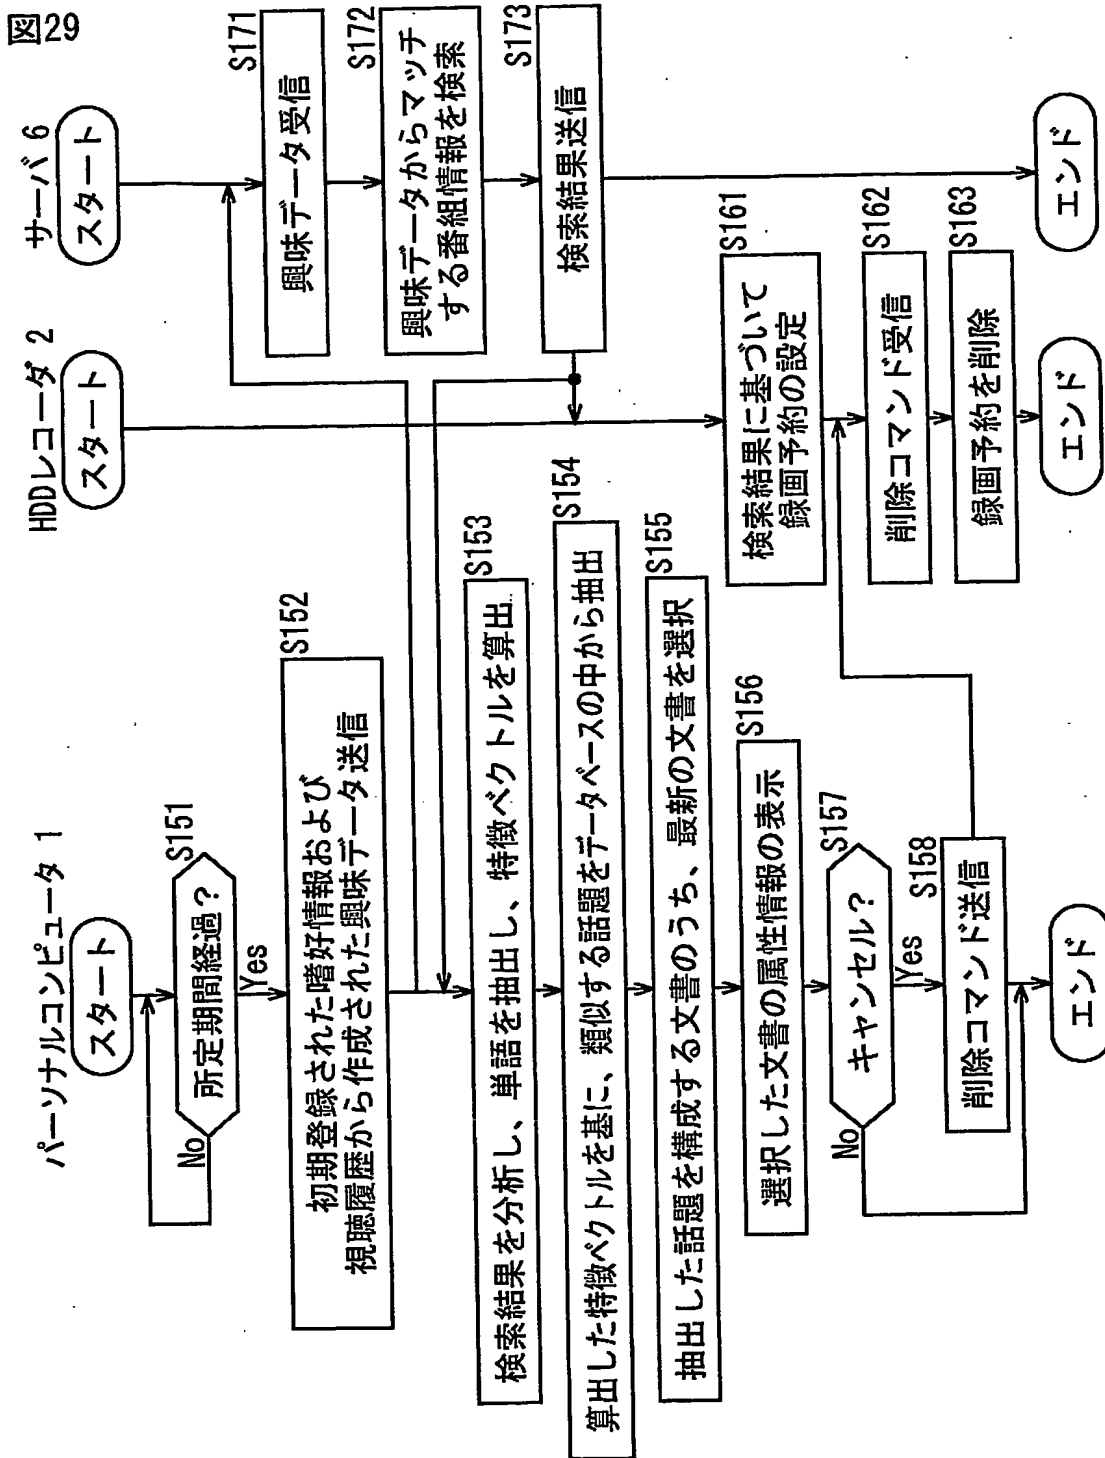 図29
パーソナルコンピュータ 1
スタート
S151
所定期間経過？
No
Yes
S152
初期登録された嗜好情報および
視聴履歴から作成された興味データ送信
S153
検索結果を分析し、単語を抽出し、特徴ベクトルを算出
S154
算出した特徴ベクトルを基に、類似する話題をデータベースの中から抽出
S155
抽出した話題を構成する文書のうち、最新の文書を選択
S156
選択した文書の属性情報の表示
S157
キャンセル？
No
Yes
S158
削除コマンド送信
エンド
HDDレコーダ 2
スタート
S161
検索結果に基づいて
録画予約の設定
S162
削除コマンド受信
S163
録画予約を削除
エンド
サーバ 6
スタート
S171
興味データ受信
S172
興味データからマッチ
する番組情報を検索
S173
検索結果送信
エンド